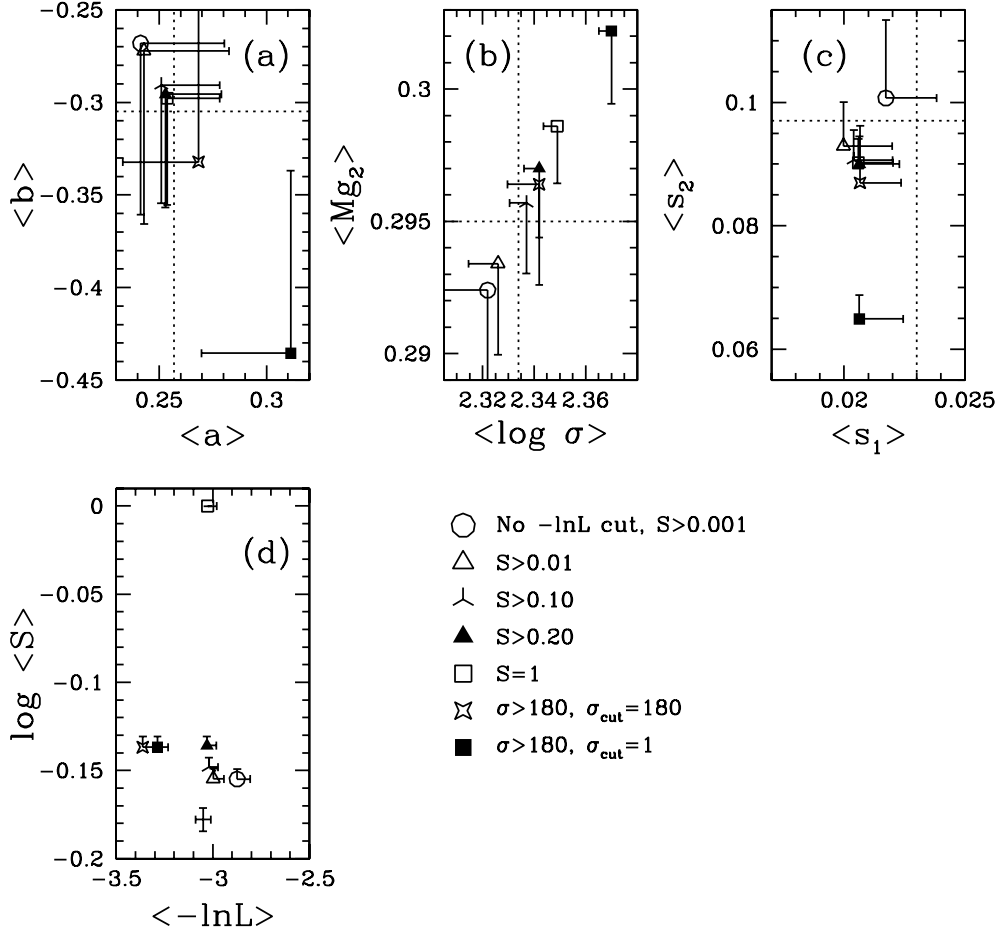 −0.25
−0.3
−0.35
−0.4
−0.45
<b>
(a)
0.25 0.3
<a>
0.3
0.295
0.29
<Mg₂>
(b)
2.32 2.34 2.36
<log σ>
0.1
0.08
0.06
<s₂>
(c)
0.02 0.025
<s₁>
0
−0.05
−0.1
−0.15
−0.2
log <S>
(d)
−3.5 −3 −2.5
<−lnL>
No −lnL cut, S>0.001
S>0.01
S>0.10
S>0.20
S=1
σ>180, σcut=180
σ>180, σcut=1